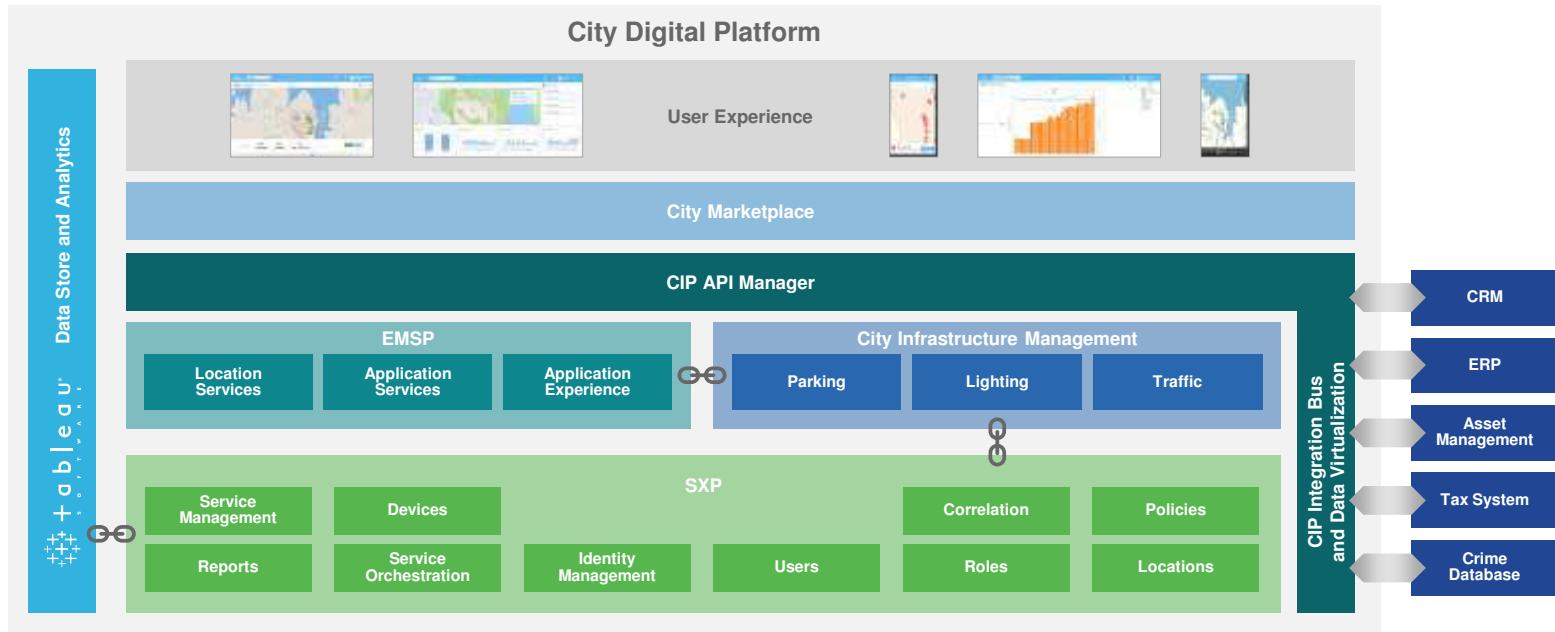 City Digital Platform
User Experience
City Marketplace
CIP API Manager
EMSP
Location
Services
Application
Services
Application
Experience
City Infrastructure Management
Parking
Lighting
Traffic
SXP
Service
Management
Devices
Correlation
Policies
Reports
Service
Orchestration
Identity
Management
Users
Roles
Locations
Data Store and Analytics
tableau
SOFTWARE
CIP Integration Bus
and Data Virtualization
CRM
ERP
Asset
Management
Tax System
Crime
Database